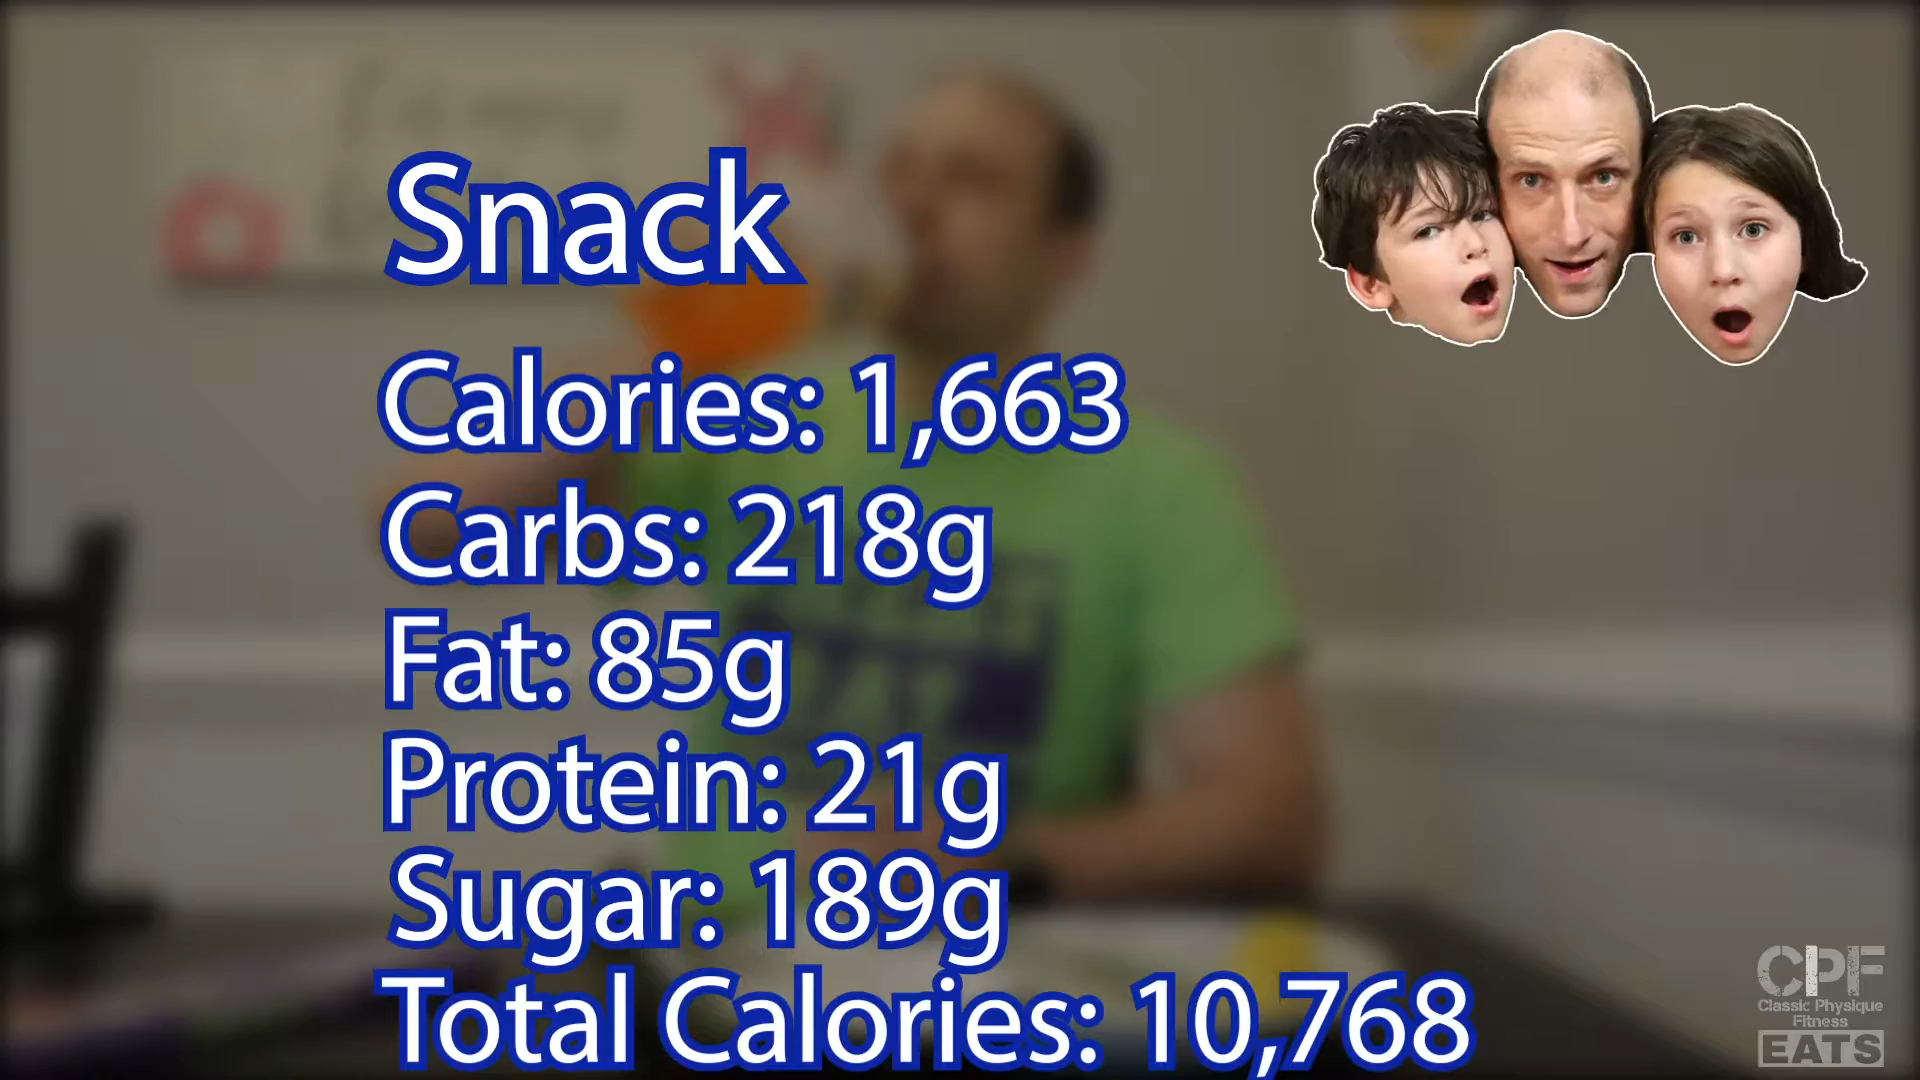 Snack
Calories: 1,663
Carbs: 218g
Fat: 85g
Protein: 21g
Sugar: 189g
Total Calories: 10,768
CPF
Classic Physique
Fitness
EATS